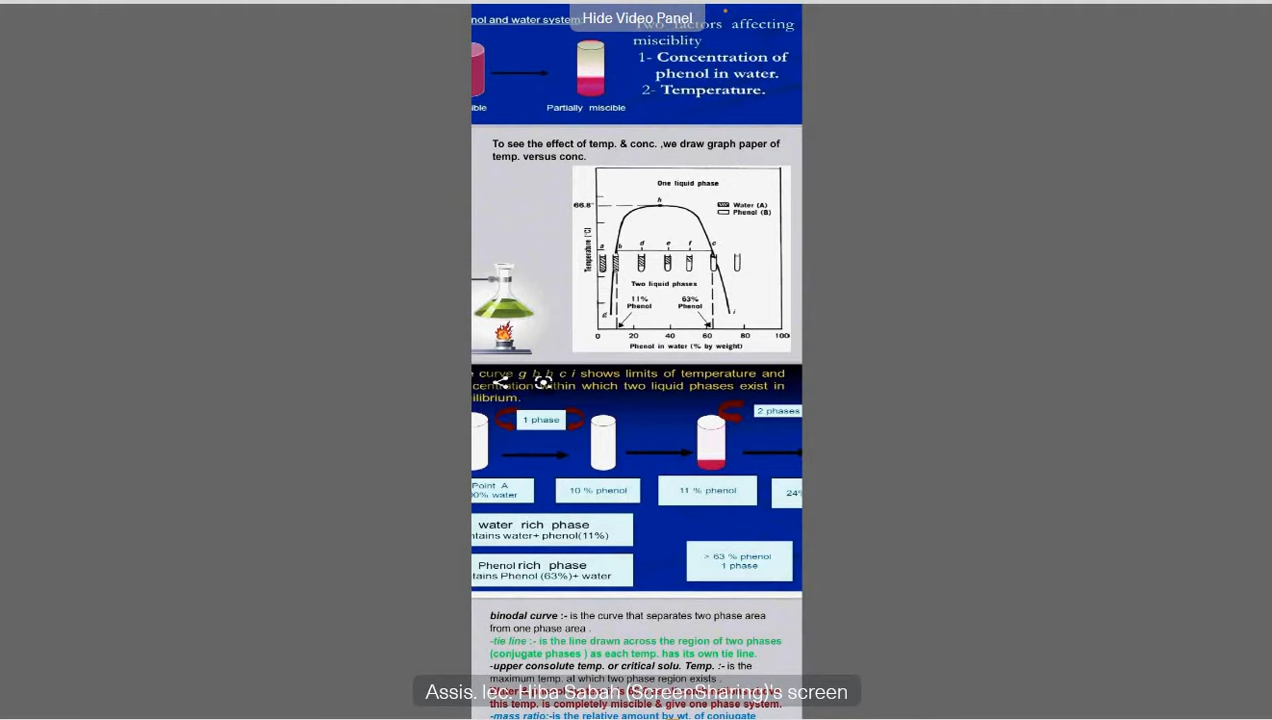 nol and water system:
Hide Video Panel
Two factors affecting
misciblity
1- Concentration of
phenol in water.
2- Temperature.
ible
Partially miscible
To see the effect of temp. & conc. ,we draw graph paper of
temp. versus conc.
One liquid phase
h
66.8°
Water (A)
Phenol (B)
Temperature (°C)
a b d e f c
Two liquid phases
11% Phenol
63% Phenol
g
i
0 20 40 60 80 100
Phenol in water (% by weight)
curve g b h c i shows limits of temperature and
centration within which two liquid phases exist in
ilibrium.
1 phase
2 phases
Point A
00% water
10 % phenol
11 % phenol
24%
water rich phase
ntains water+ phenol(11%)
Phenol rich phase
tains Phenol (63%)+ water
> 63 % phenol
1 phase
binodal curve :- is the curve that separates two phase area
from one phase area .
-tie line :- is the line drawn across the region of two phases
(conjugate phases ) as each temp. has its own tie line.
-upper consolute temp. or critical solu. Temp. :- is the
maximum temp. at which two phase region exists .
Assis. lec. Hiba Sabah (ScreenSharing)'s screen
this temp. is completely miscible & give one phase system.
-mass ratio:-is the relative amount by wt. of conjugate